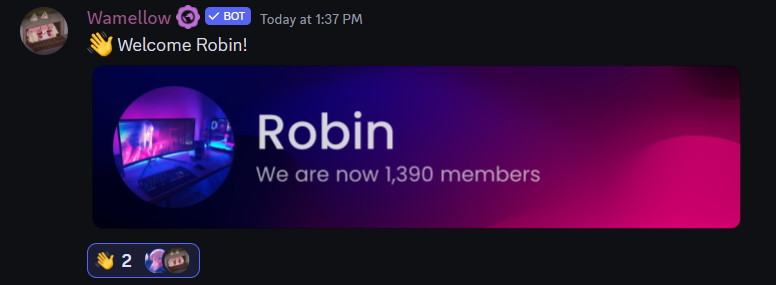 Wamellow BOT Today at 1:37 PM
👋 Welcome Robin!
Robin
We are now 1,390 members
👋 2